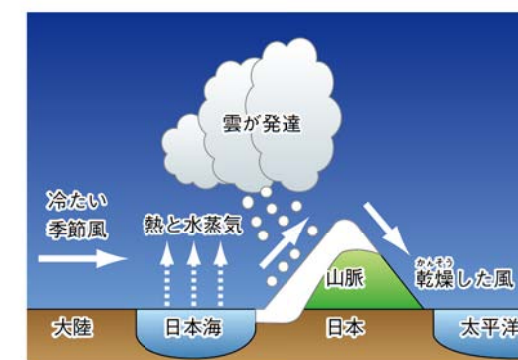 雲が発達
冷たい
季節風
熱と水蒸気
かんそう
乾燥した風
山脈
大陸
日本海
日本
太平洋